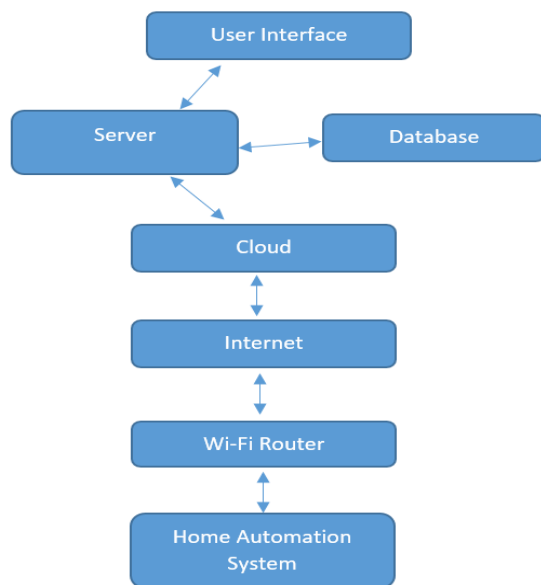 User Interface
Server
Database
Cloud
Internet
Wi-Fi Router
Home Automation
System